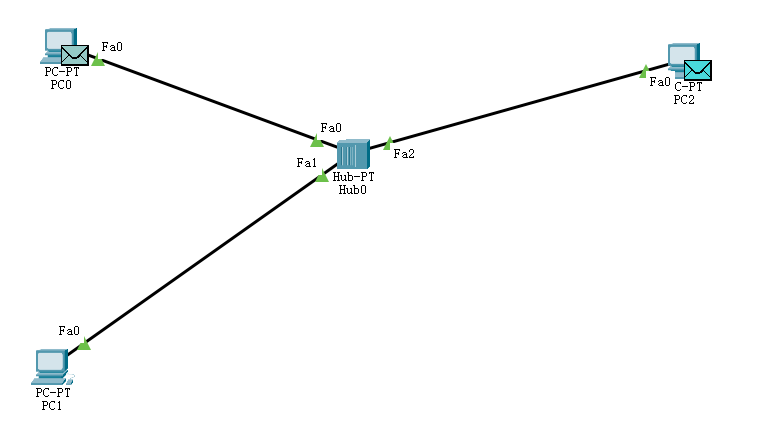 Fa0
PC-PT
PC0
Fa0
C-PT
PC2
Fa0
Fa2
Fa1
Hub-PT
Hub0
Fa0
PC-PT
PC1